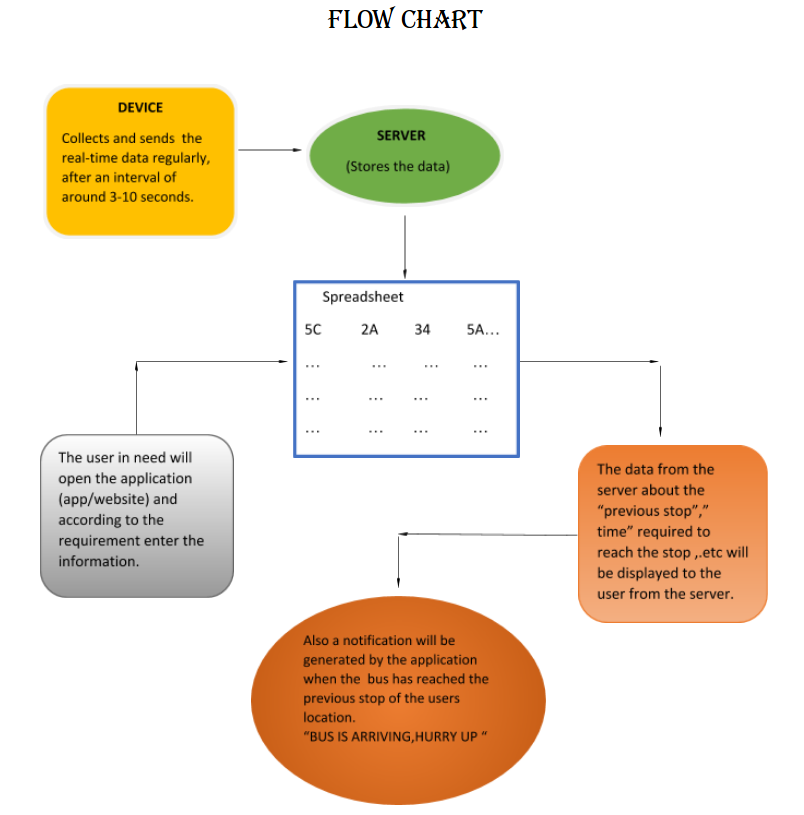 FLOW CHART
DEVICE
Collects and sends the
real-time data regularly,
after an interval of
around 3-10 seconds.
SERVER
(Stores the data)
Spreadsheet
5C 2A 34 5A...
... ... ... ...
... ... ... ...
... ... ... ...
The user in need will
open the application
(app/website) and
according to the
requirement enter the
information.
The data from the
server about the
“previous stop”,”
time” required to
reach the stop ,.etc will
be displayed to the
user from the server.
Also a notification will be
generated by the application
when the bus has reached the
previous stop of the users
location.
“BUS IS ARRIVING,HURRY UP “